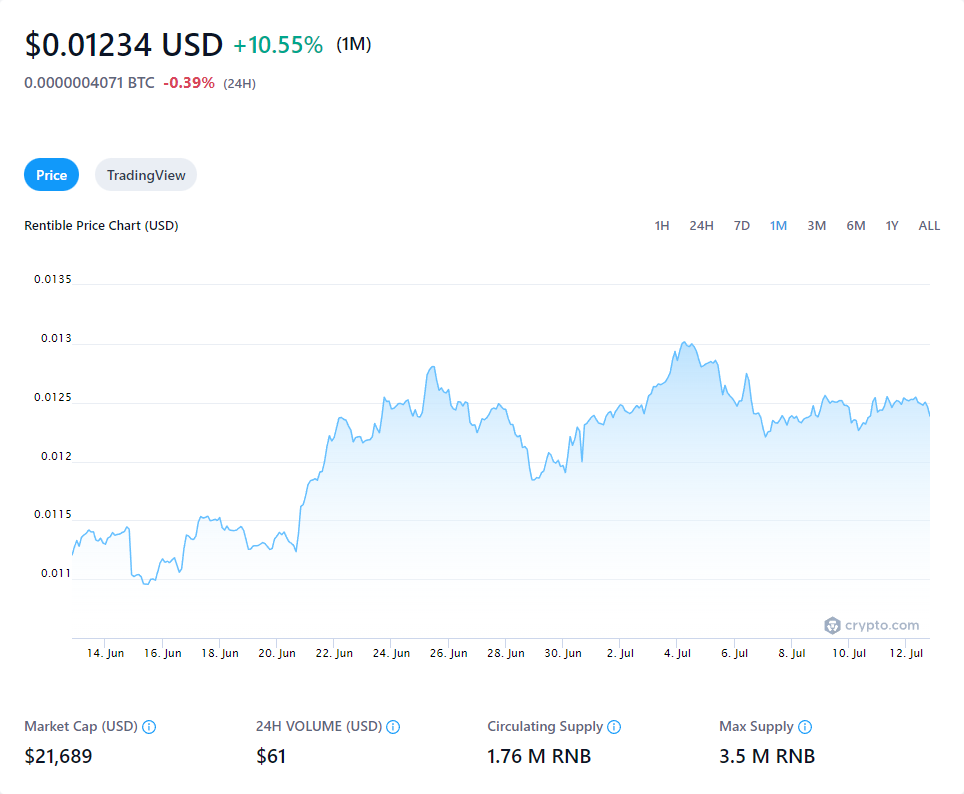 $0.01234 USD +10.55% (1M)
0.0000004071 BTC -0.39% (24H)
Price TradingView
Rentible Price Chart (USD) 1H 24H 7D 1M 3M 6M 1Y ALL
0.0135
0.013
0.0125
0.012
0.0115
0.011
crypto.com
14. Jun 16. Jun 18. Jun 20. Jun 22. Jun 24. Jun 26. Jun 28. Jun 30. Jun 2. Jul 4. Jul 6. Jul 8. Jul 10. Jul 12. Jul
Market Cap (USD) 24H VOLUME (USD) Circulating Supply Max Supply
$21,689 $61 1.76 M RNB 3.5 M RNB